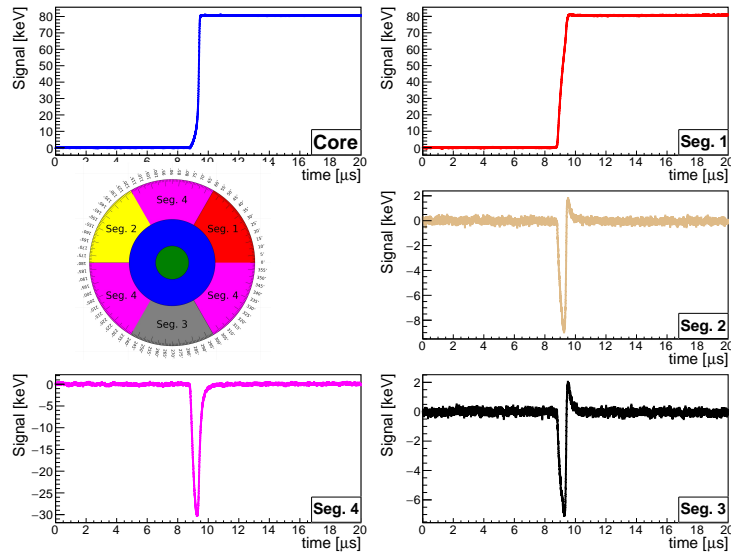 Signal [keV]
80
70
60
50
40
30
20
10
0
0 2 4 6 8 10 12 14 16 18 20
time [μs]
Core
Signal [keV]
80
70
60
50
40
30
20
10
0
0 2 4 6 8 10 12 14 16 18 20
time [μs]
Seg. 1
Seg. 4
Seg. 2
Seg. 1
Seg. 4
Seg. 4
Seg. 3
Signal [keV]
2
0
−2
−4
−6
−8
0 2 4 6 8 10 12 14 16 18 20
time [μs]
Seg. 2
Signal [keV]
0
−5
−10
−15
−20
−25
−30
0 2 4 6 8 10 12 14 16 18 20
time [μs]
Seg. 4
Signal [keV]
2
0
−2
−4
−6
0 2 4 6 8 10 12 14 16 18 20
time [μs]
Seg. 3